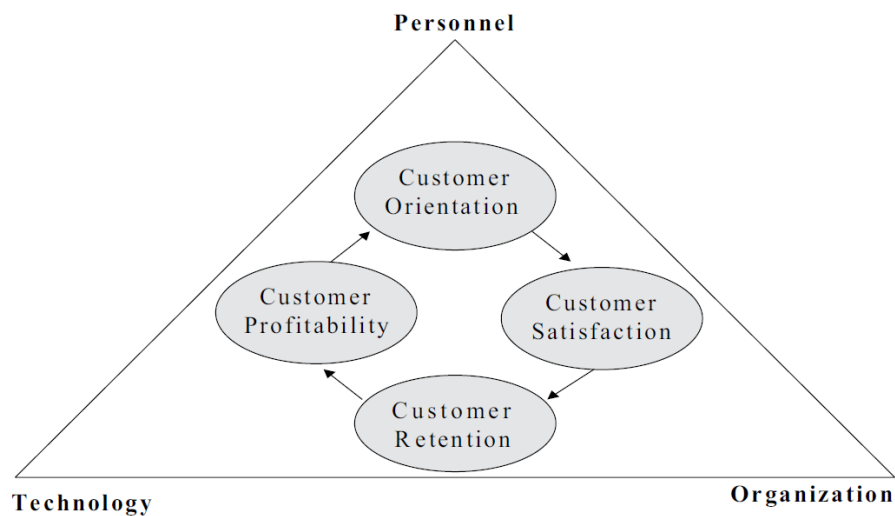 Personnel
Customer
Orientation
Customer
Profitability
Customer
Satisfaction
Customer
Retention
Technology
Organization